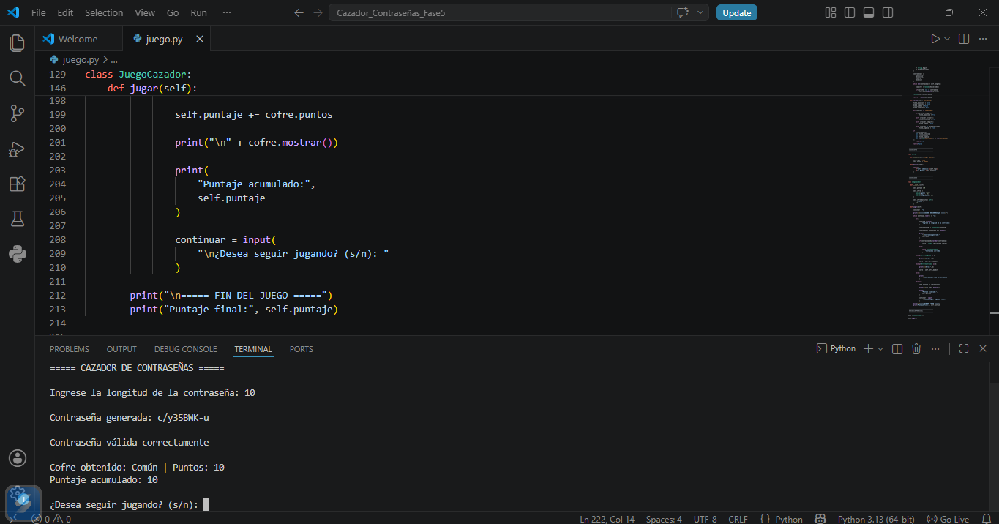 File Edit Selection View Go Run ··· Cazador_Contraseñas_Fase5 Update
Welcome juego.py
juego.py > ...
129 class JuegoCazador:
146 def jugar(self):
198
199 self.puntaje += cofre.puntos
200
201 print("\n" + cofre.mostrar())
202
203 print(
204 "Puntaje acumulado:",
205 self.puntaje
206 )
207
208 continuar = input(
209 "\n¿Desea seguir jugando? (s/n): "
210 )
211
212 print("\n===== FIN DEL JUEGO =====")
213 print("Puntaje final:", self.puntaje)
214
PROBLEMS OUTPUT DEBUG CONSOLE TERMINAL PORTS Python
===== CAZADOR DE CONTRASEÑAS =====
Ingrese la longitud de la contraseña: 10
Contraseña generada: c/y35BWK-u
Contraseña válida correctamente
Cofre obtenido: Común | Puntos: 10
Puntaje acumulado: 10
¿Desea seguir jugando? (s/n):
0 0 Ln 222, Col 14 Spaces: 4 UTF-8 CRLF {} Python Python 3.13 (64-bit) Go Live